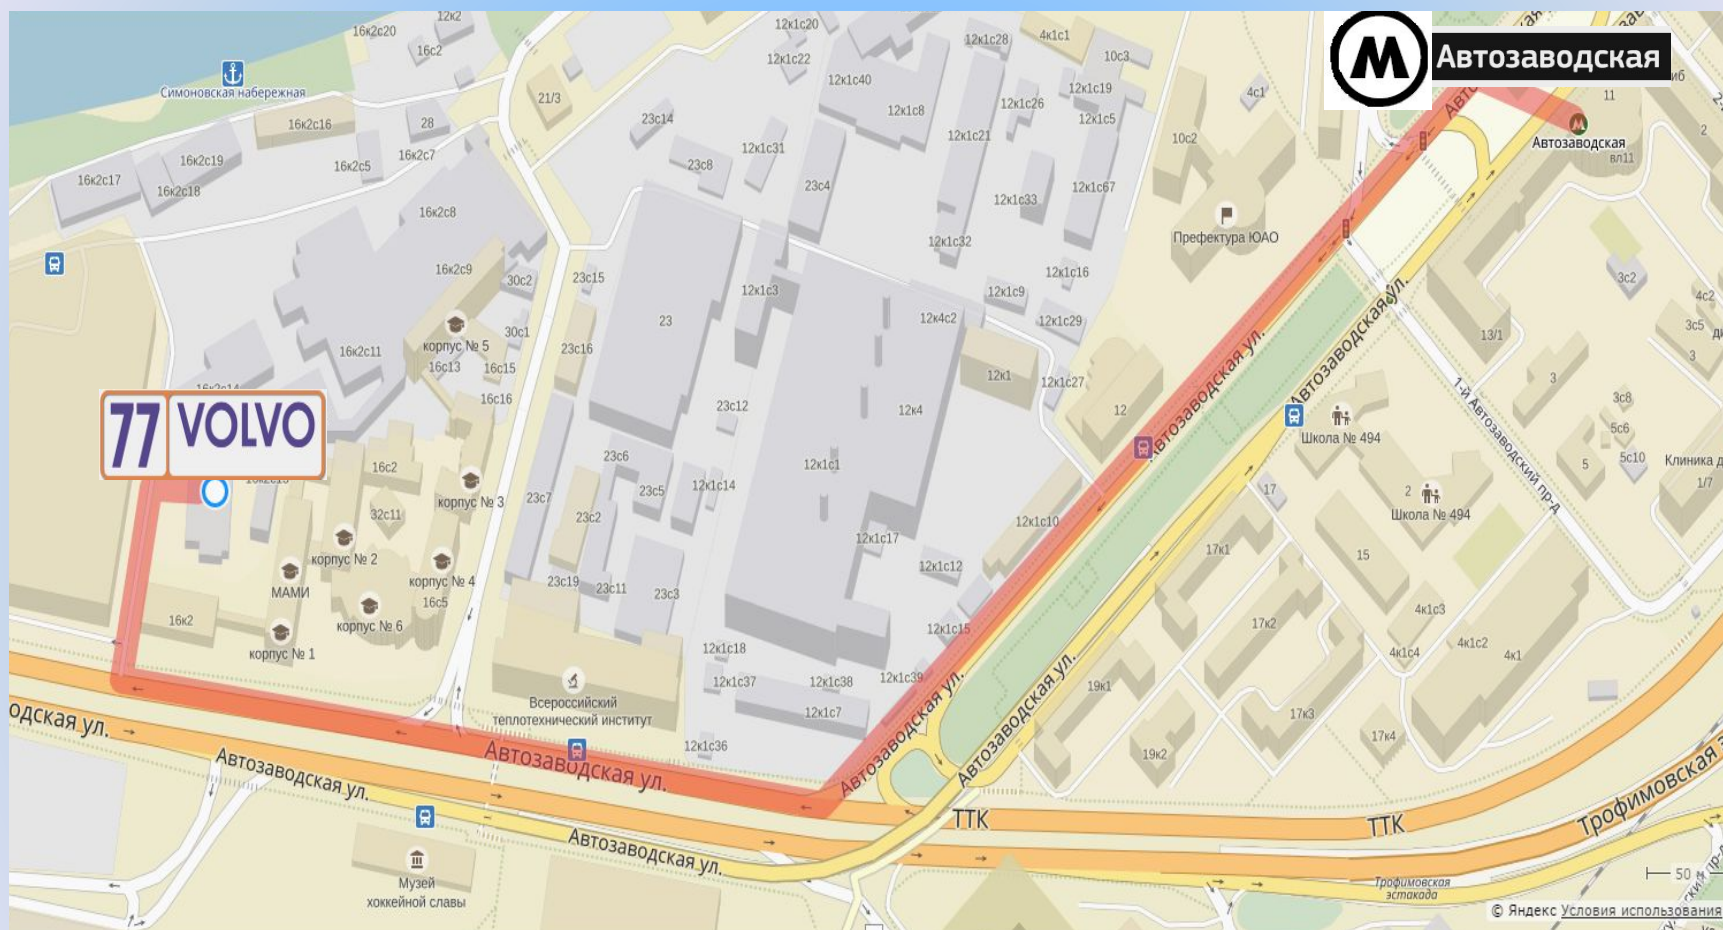 12к2
16к2с20
16с2
Симоновская набережная
12к1с20
12к1с22
12к1с40
12к1с28
4к1с1
10с3
Автозаводская
21/3
12к1с8
12к1с26
12к1с19
12к1с5
4с1
11
16к2с16
28
23с14
12к1с21
10с2
Автозаводская
вл11
2
16к2с19
16к2с5
16к2с7
12к1с31
16к2с17
16к2с18
23с8
23с4
12к1с33
12к1с67
16к2с8
12к1с32
Префектура ЮАО
16к2с9
30с2
23с15
12к1с3
12к1с16
12к1с9
3с2
4с2
23
12к4с2
12к1с29
30с1
корпус № 5
23с16
16к2с11
13/1
3с5
3
Автозаводская ул.
Автозаводская ул.
16с13
16с15
12к1
12к1с27
3
16к2с14
16с16
23с12
12к4
12
1-й Автозаводский пр-д
3с8
77 VOLVO
Школа № 494
5с6
23с6
12к1с1
5
5с10
Клиника д
1/7
16с2
корпус № 3
23с7
23с5
12к1с14
17
2
Школа № 494
32с11
23с2
12к1с10
корпус № 2
12к1с17
17к1
15
МАМИ
корпус № 4
23с19
23с11
23с3
12к1с12
16с5
16к2
корпус № 6
12к1с15
17к2
4к1с3
корпус № 1
12к1с18
4к1с4
4к1с2
4к1
12к1с37
12к1с38
12к1с39
19к1
Всероссийский
теплотехнический институт
12к1с7
17к3
Автозаводская ул.
Автозаводская ул.
одская ул.
Автозаводская ул.
12к1с36
19к2
17к4
Автозаводская ул.
ТТК
ТТК
Трофимовская э
Автозаводская ул.
Музей
хоккейной славы
Трофимовская
эстакада
50
© Яндекс Условия использования